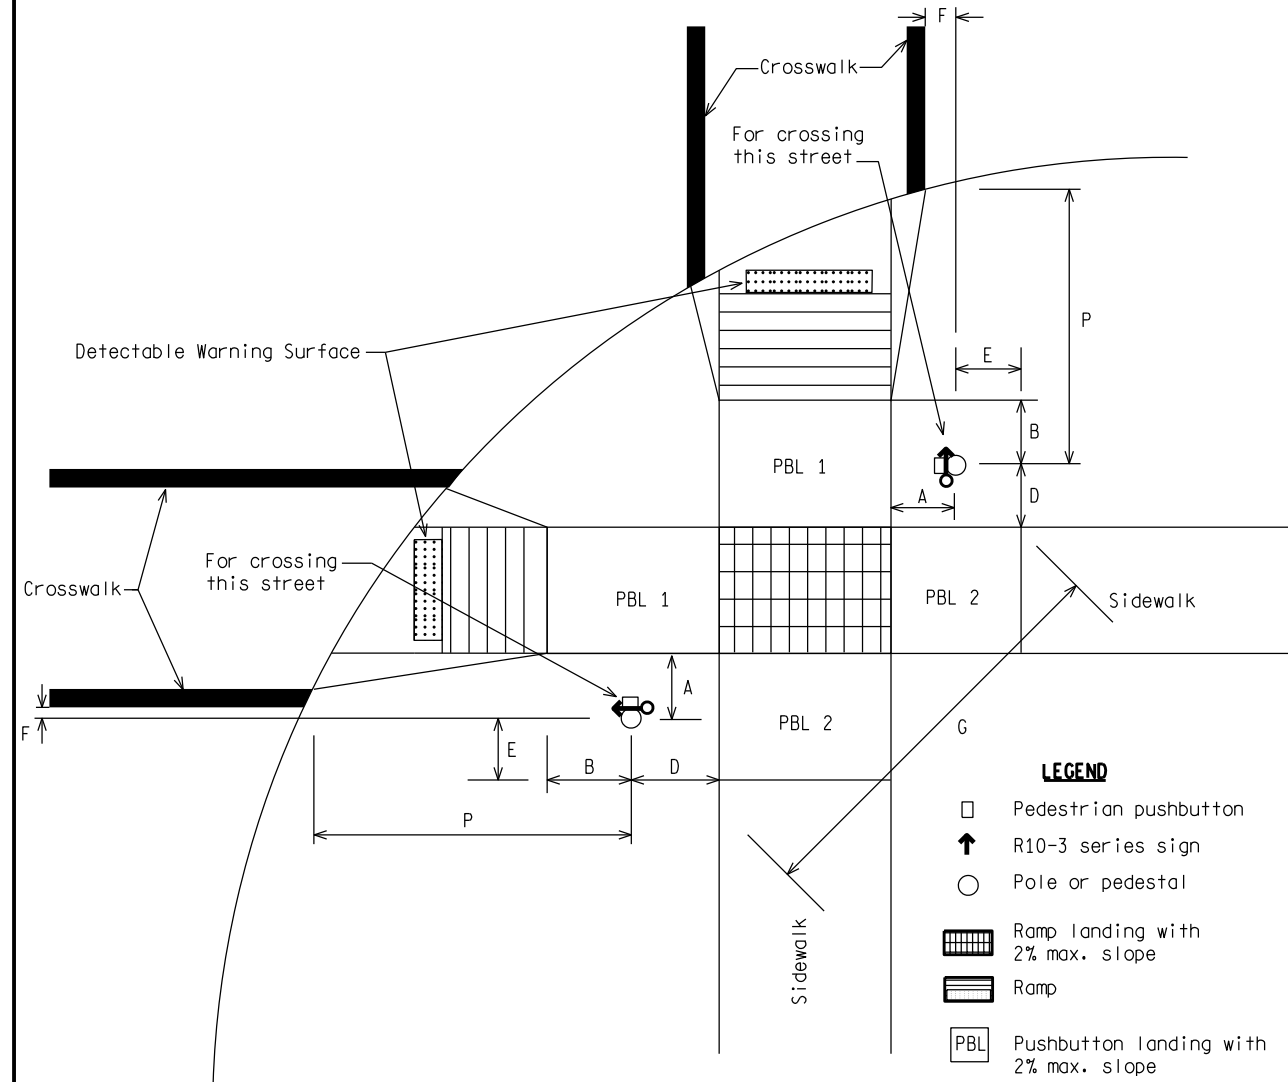 F
Crosswalk
For crossing
this street
P
Detectable Warning Surface
E
B
PBL 1
A
D
For crossing
this street
Crosswalk
PBL 1
PBL 2
Sidewalk
A
F
PBL 2
G
E
B
D
P
Sidewalk
LEGEND
Pedestrian pushbutton
R10-3 series sign
Pole or pedestal
Ramp landing with
2% max. slope
Ramp
PBL
Pushbutton landing with
2% max. slope